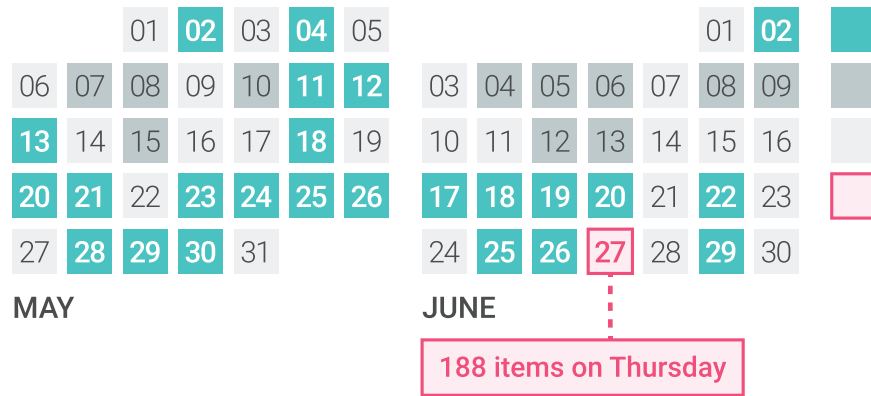 01 02 03 04 05
06 07 08 09 10 11 12
13 14 15 16 17 18 19
20 21 22 23 24 25 26
27 28 29 30 31
MAY
01 02
03 04 05 06 07 08 09
10 11 12 13 14 15 16
17 18 19 20 21 22 23
24 25 26 27 28 29 30
JUNE
188 items on Thursday